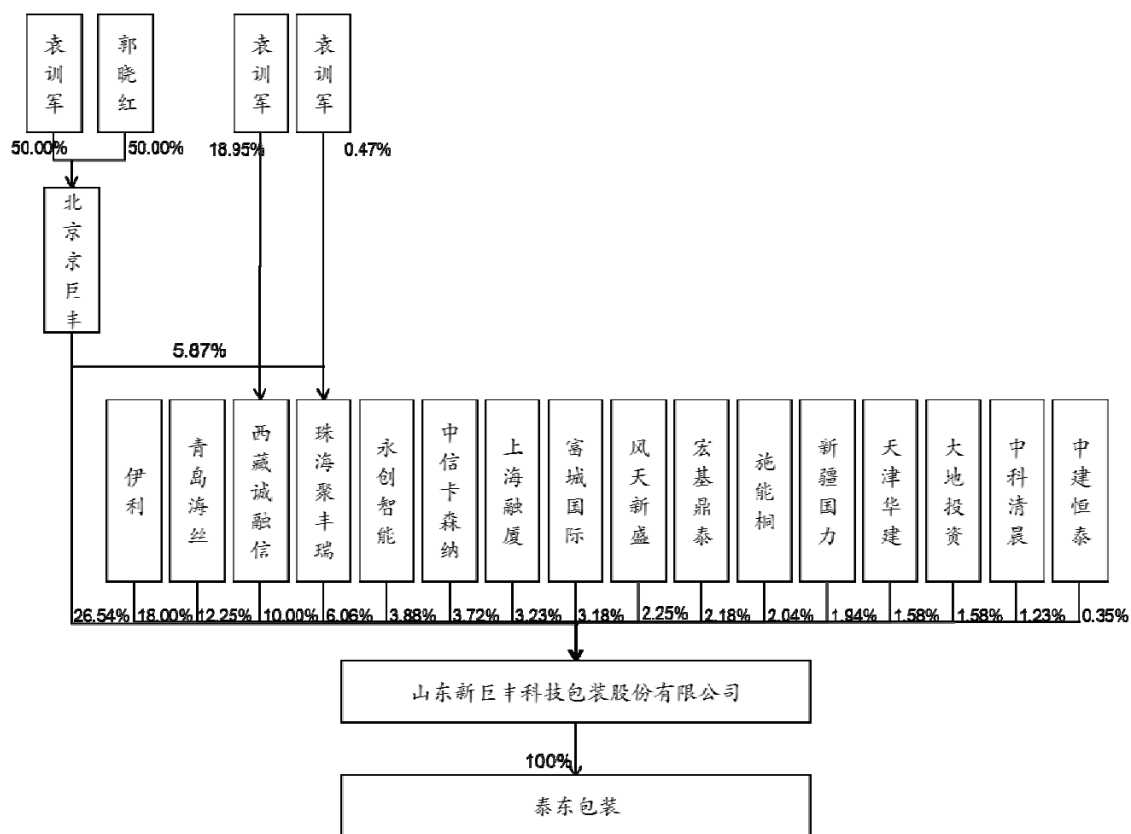 袁训军
郭晓红
袁训军
袁训军
50.00%
50.00%
18.95%
0.47%
北京京巨丰
5.87%
伊利
青岛海丝
西藏诚融信
珠海聚丰瑞
永创智能
中信卡森纳
上海融厦
富城国际
风天新盛
宏基鼎泰
施能桐
新疆国力
天津华建
大地投资
中科清晨
中建恒泰
26.54%
18.00%
12.25%
10.00%
6.06%
3.88%
3.72%
3.23%
3.18%
2.25%
2.18%
2.04%
1.94%
1.58%
1.58%
1.23%
0.35%
山东新巨丰科技包装股份有限公司
100%
泰东包装